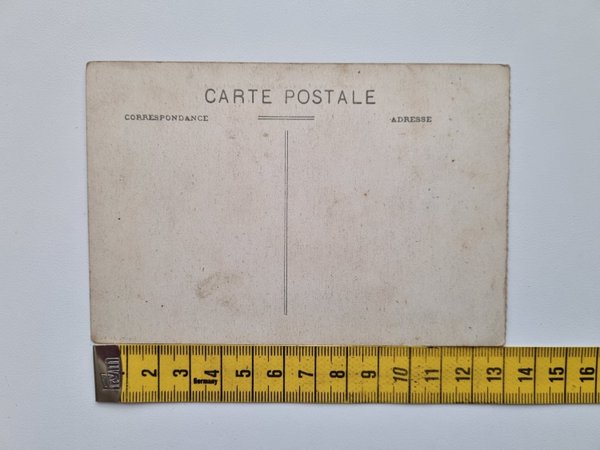 CARTE POSTALE
CORRESPONDANCE
ADRESSE
2 3 4 5 6 7 8 9 10 11 12 13 14 15 16
Germany